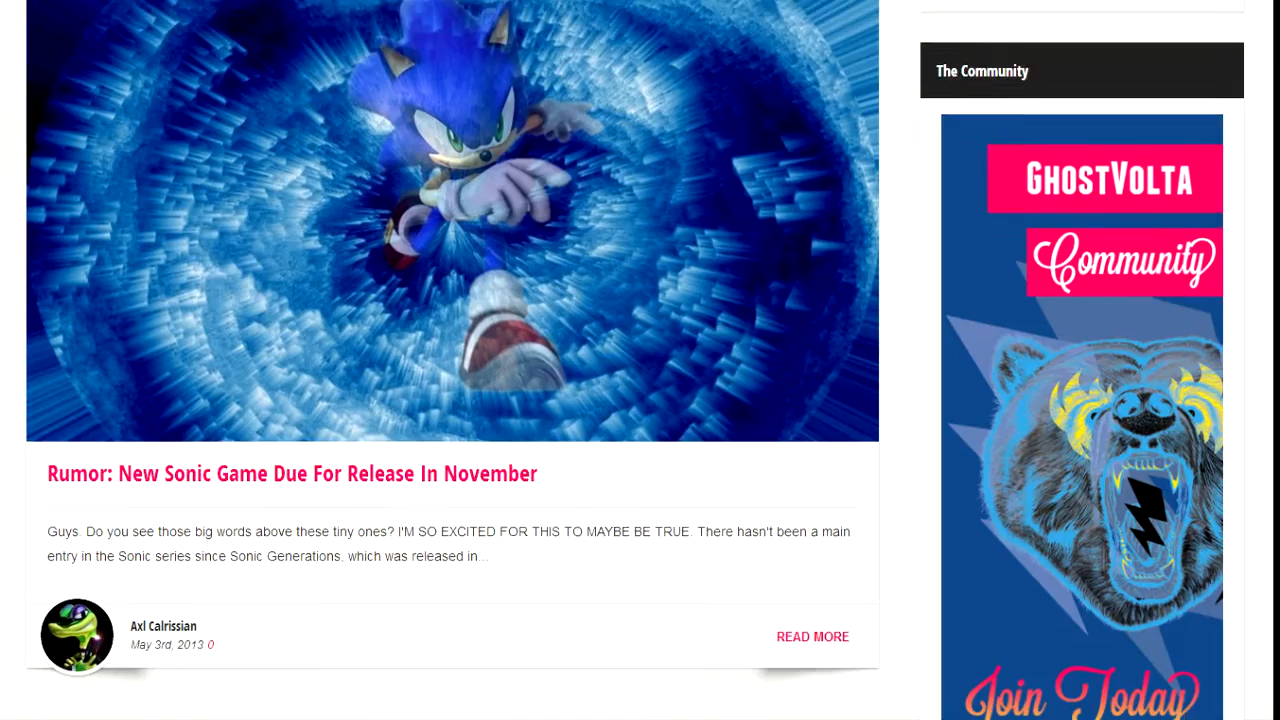 The Community
GhostVolta
Community
Rumor: New Sonic Game Due For Release In November
Guys. Do you see those big words above these tiny ones? I'M SO EXCITED FOR THIS TO MAYBE BE TRUE. There hasn't been a main
entry in the Sonic series since Sonic Generations, which was released in...
Axl Calrissian
May 3rd, 2013 0
READ MORE
Join Today